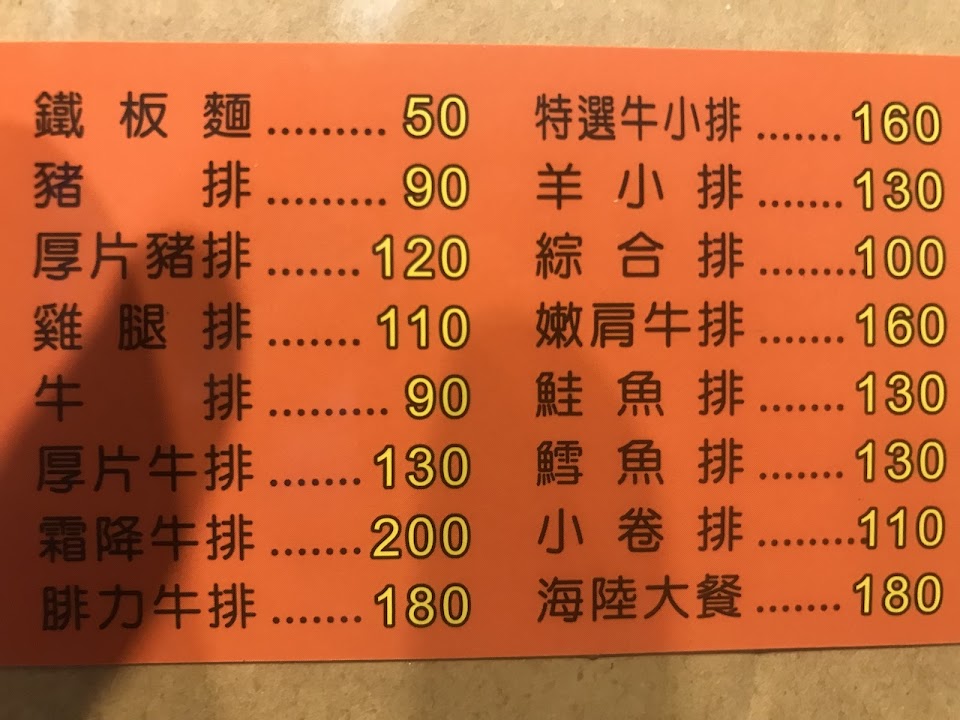 鐵板麵.........50
豬排.........90
厚片豬排.......120
雞腿排.......110
牛排.........90
厚片牛排.......130
霜降牛排.......200
腓力牛排.......180
特選牛小排.......160
羊小排.......130
綜合排.........100
嫩肩牛排.......160
鮭魚排.......130
鱈魚排.......130
小卷排.........110
海陸大餐.......180